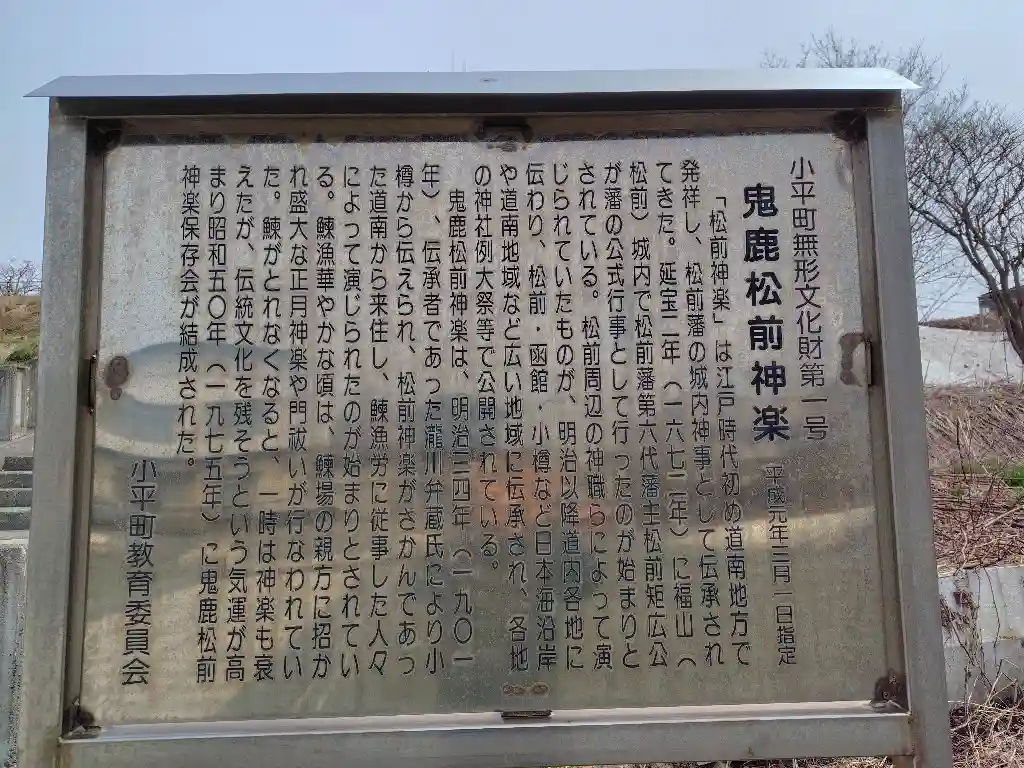 小平町無形文化財第一号
鬼鹿松前神楽
平成元年三月一日指定
「松前神楽」は江戸時代初め道南地方で
発祥し、松前藩の城内神事として伝承され
てきた。延宝二年（一六七二年）に福山（
松前）城内で松前藩第六代藩主松前矩広公
が藩の公式行事として行ったのが始まりと
されている。松前周辺の神職らによって演
じられていたものが、明治以降道内各地に
伝わり、松前・函館・小樽など日本海沿岸
や道南地域など広い地域に伝承され、各地
の神社例大祭等で公開されている。
鬼鹿松前神楽は、明治三四年（一九〇一
年）、伝承者であった瀧川弁蔵氏により小
樽から伝えられ、松前神楽がさかんであっ
た道南から来住し、鰊漁労に従事した人々
によって演じられたのが始まりとされてい
る。鰊漁華やかな頃は、鰊場の親方に招か
れ盛大な正月神楽や門祓いが行なわれてい
た。鰊がとれなくなると、一時は神楽も衰
えたが、伝統文化を残そうという気運が高
まり昭和五〇年（一九七五年）に鬼鹿松前
神楽保存会が結成された。
小平町教育委員会